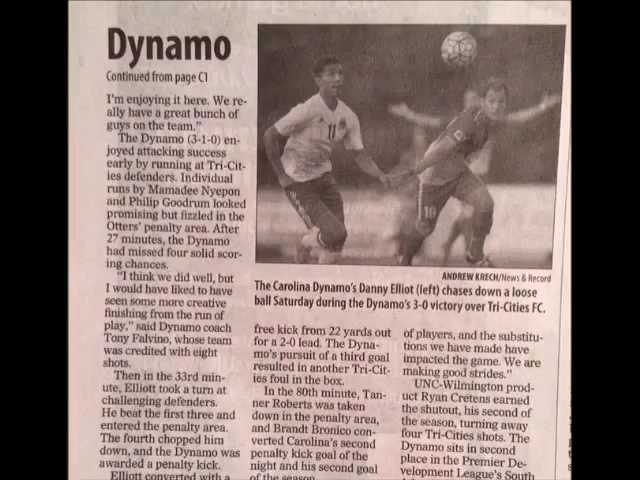 Dynamo
Continued from page C1
I'm enjoying it here. We re-
ally have a great bunch of
guys on the team."
The Dynamo (3-1-0) en-
joyed attacking success
early by running at Tri-Cit-
ies defenders. Individual
runs by Mamadee Nyepon
and Philip Goodrum looked
promising but fizzled in the
Otters' penalty area. After
27 minutes, the Dynamo
had missed four solid scor-
ing chances.
"I think we did well, but
I would have liked to have
seen some more creative
finishing from the run of
play," said Dynamo coach
Tony Falvino, whose team
was credited with eight
shots.
Then in the 33rd min-
ute, Elliott took a turn at
challenging defenders.
He beat the first three and
entered the penalty area.
The fourth chopped him
down, and the Dynamo was
awarded a penalty kick.
Elliott converted with a
11
18
ANDREW KRECH/News & Record
The Carolina Dynamo's Danny Elliot (left) chases down a loose
ball Saturday during the Dynamo's 3-0 victory over Tri-Cities FC.
free kick from 22 yards out
for a 2-0 lead. The Dyna-
mo's pursuit of a third goal
resulted in another Tri-Cit-
ies foul in the box.
In the 80th minute, Tan-
ner Roberts was taken
down in the penalty area,
and Brandt Bronico con-
verted Carolina's second
penalty kick goal of the
night and his second goal
of the season.
of players, and the substitu-
tions we have made have
impacted the game. We are
making good strides."
UNC-Wilmington prod-
uct Ryan Cretens earned
the shutout, his second of
the season, turning away
four Tri-Cities shots. The
Dynamo sits in second
place in the Premier De-
velopment League's South